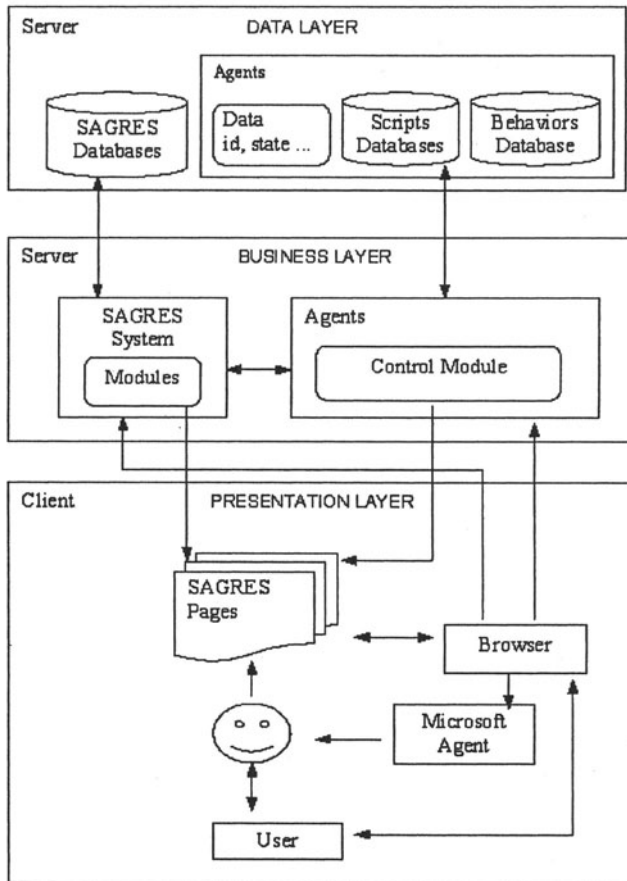 Server
DATA LAYER
Agents
SAGRES
Databases
Data
id, state ...
Scripts
Databases
Behaviors
Database
Server
BUSINESS LAYER
SAGRES
System
Modules
Agents
Control Module
Client
PRESENTATION LAYER
SAGRES
Pages
Browser
Microsoft
Agent
User